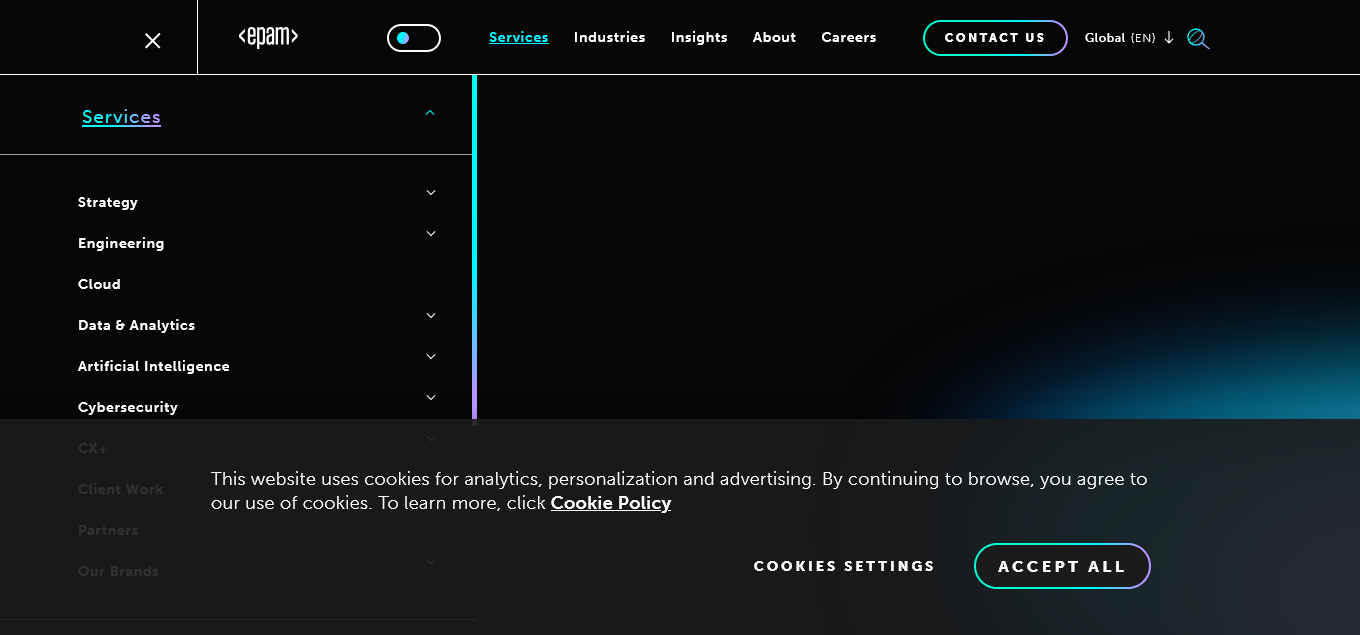 <epam>
Services
Industries
Insights
About
Careers
CONTACT US
Global (EN)
Services
Strategy
Engineering
Cloud
Data & Analytics
Artificial Intelligence
Cybersecurity
CX+
Client Work
Partners
Our Brands
This website uses cookies for analytics, personalization and advertising. By continuing to browse, you agree to
our use of cookies. To learn more, click Cookie Policy
COOKIES SETTINGS
ACCEPT ALL